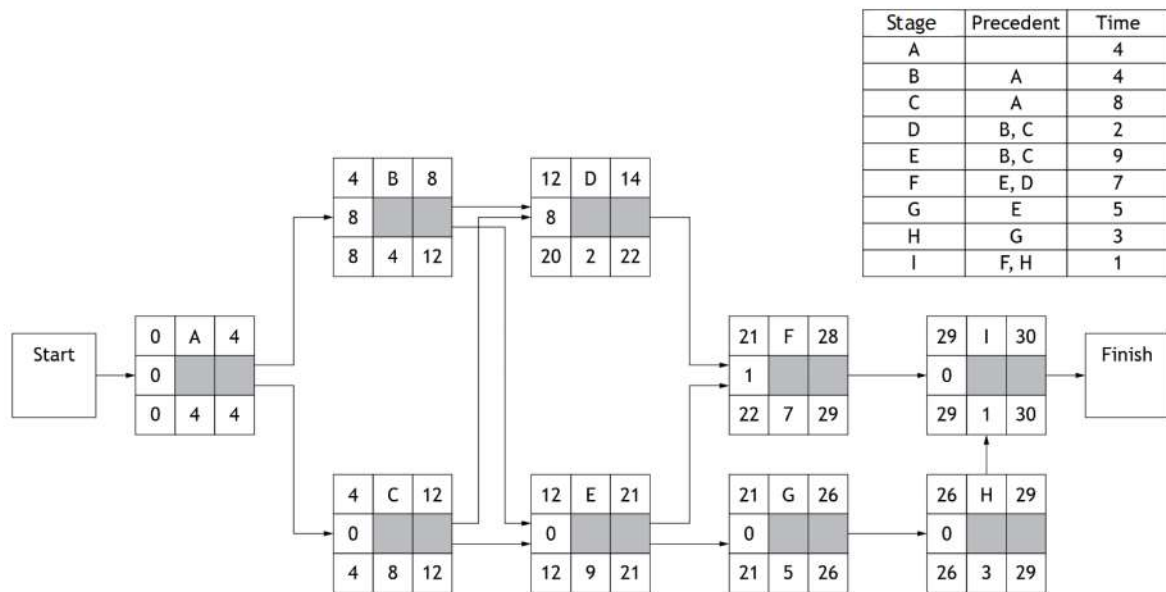 Stage Precedent Time
A 4
B A 4
C A 8
D B, C 2
E B, C 9
F E, D 7
G E 5
H G 3
I F, H 1
4 B 8
8
8 4 12
12 D 14
8
20 2 22
Start
0 A 4
0
0 4 4
21 F 28
1
22 7 29
29 I 30
0
29 1 30
Finish
4 C 12
0
4 8 12
12 E 21
0
12 9 21
21 G 26
0
21 5 26
26 H 29
0
26 3 29